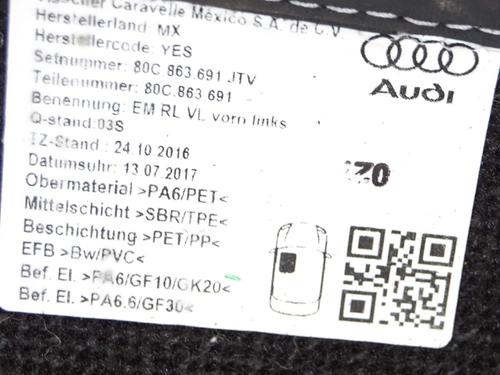 Caravelle México S.A. de C.V.
Herstellerland: MX
Herstellercode: YES
Setnummer: 80C.863.691 JTV
Teilenummer: 80C.863 691
Benennung: EM RL VL vorn links
Q-stand:03S
TZ-Stand : 24.10.2016
Datumsuhr: 13.07.2017
Obermaterial >PA6/PET<
Mittelschicht >SBR/TPE<
Beschichtung >PET/PP<
EFB >Bw/PVC<
Bef. El. >PA6/GF10/GK20<
Bef. El. >PA6.6/GF30<
Audi